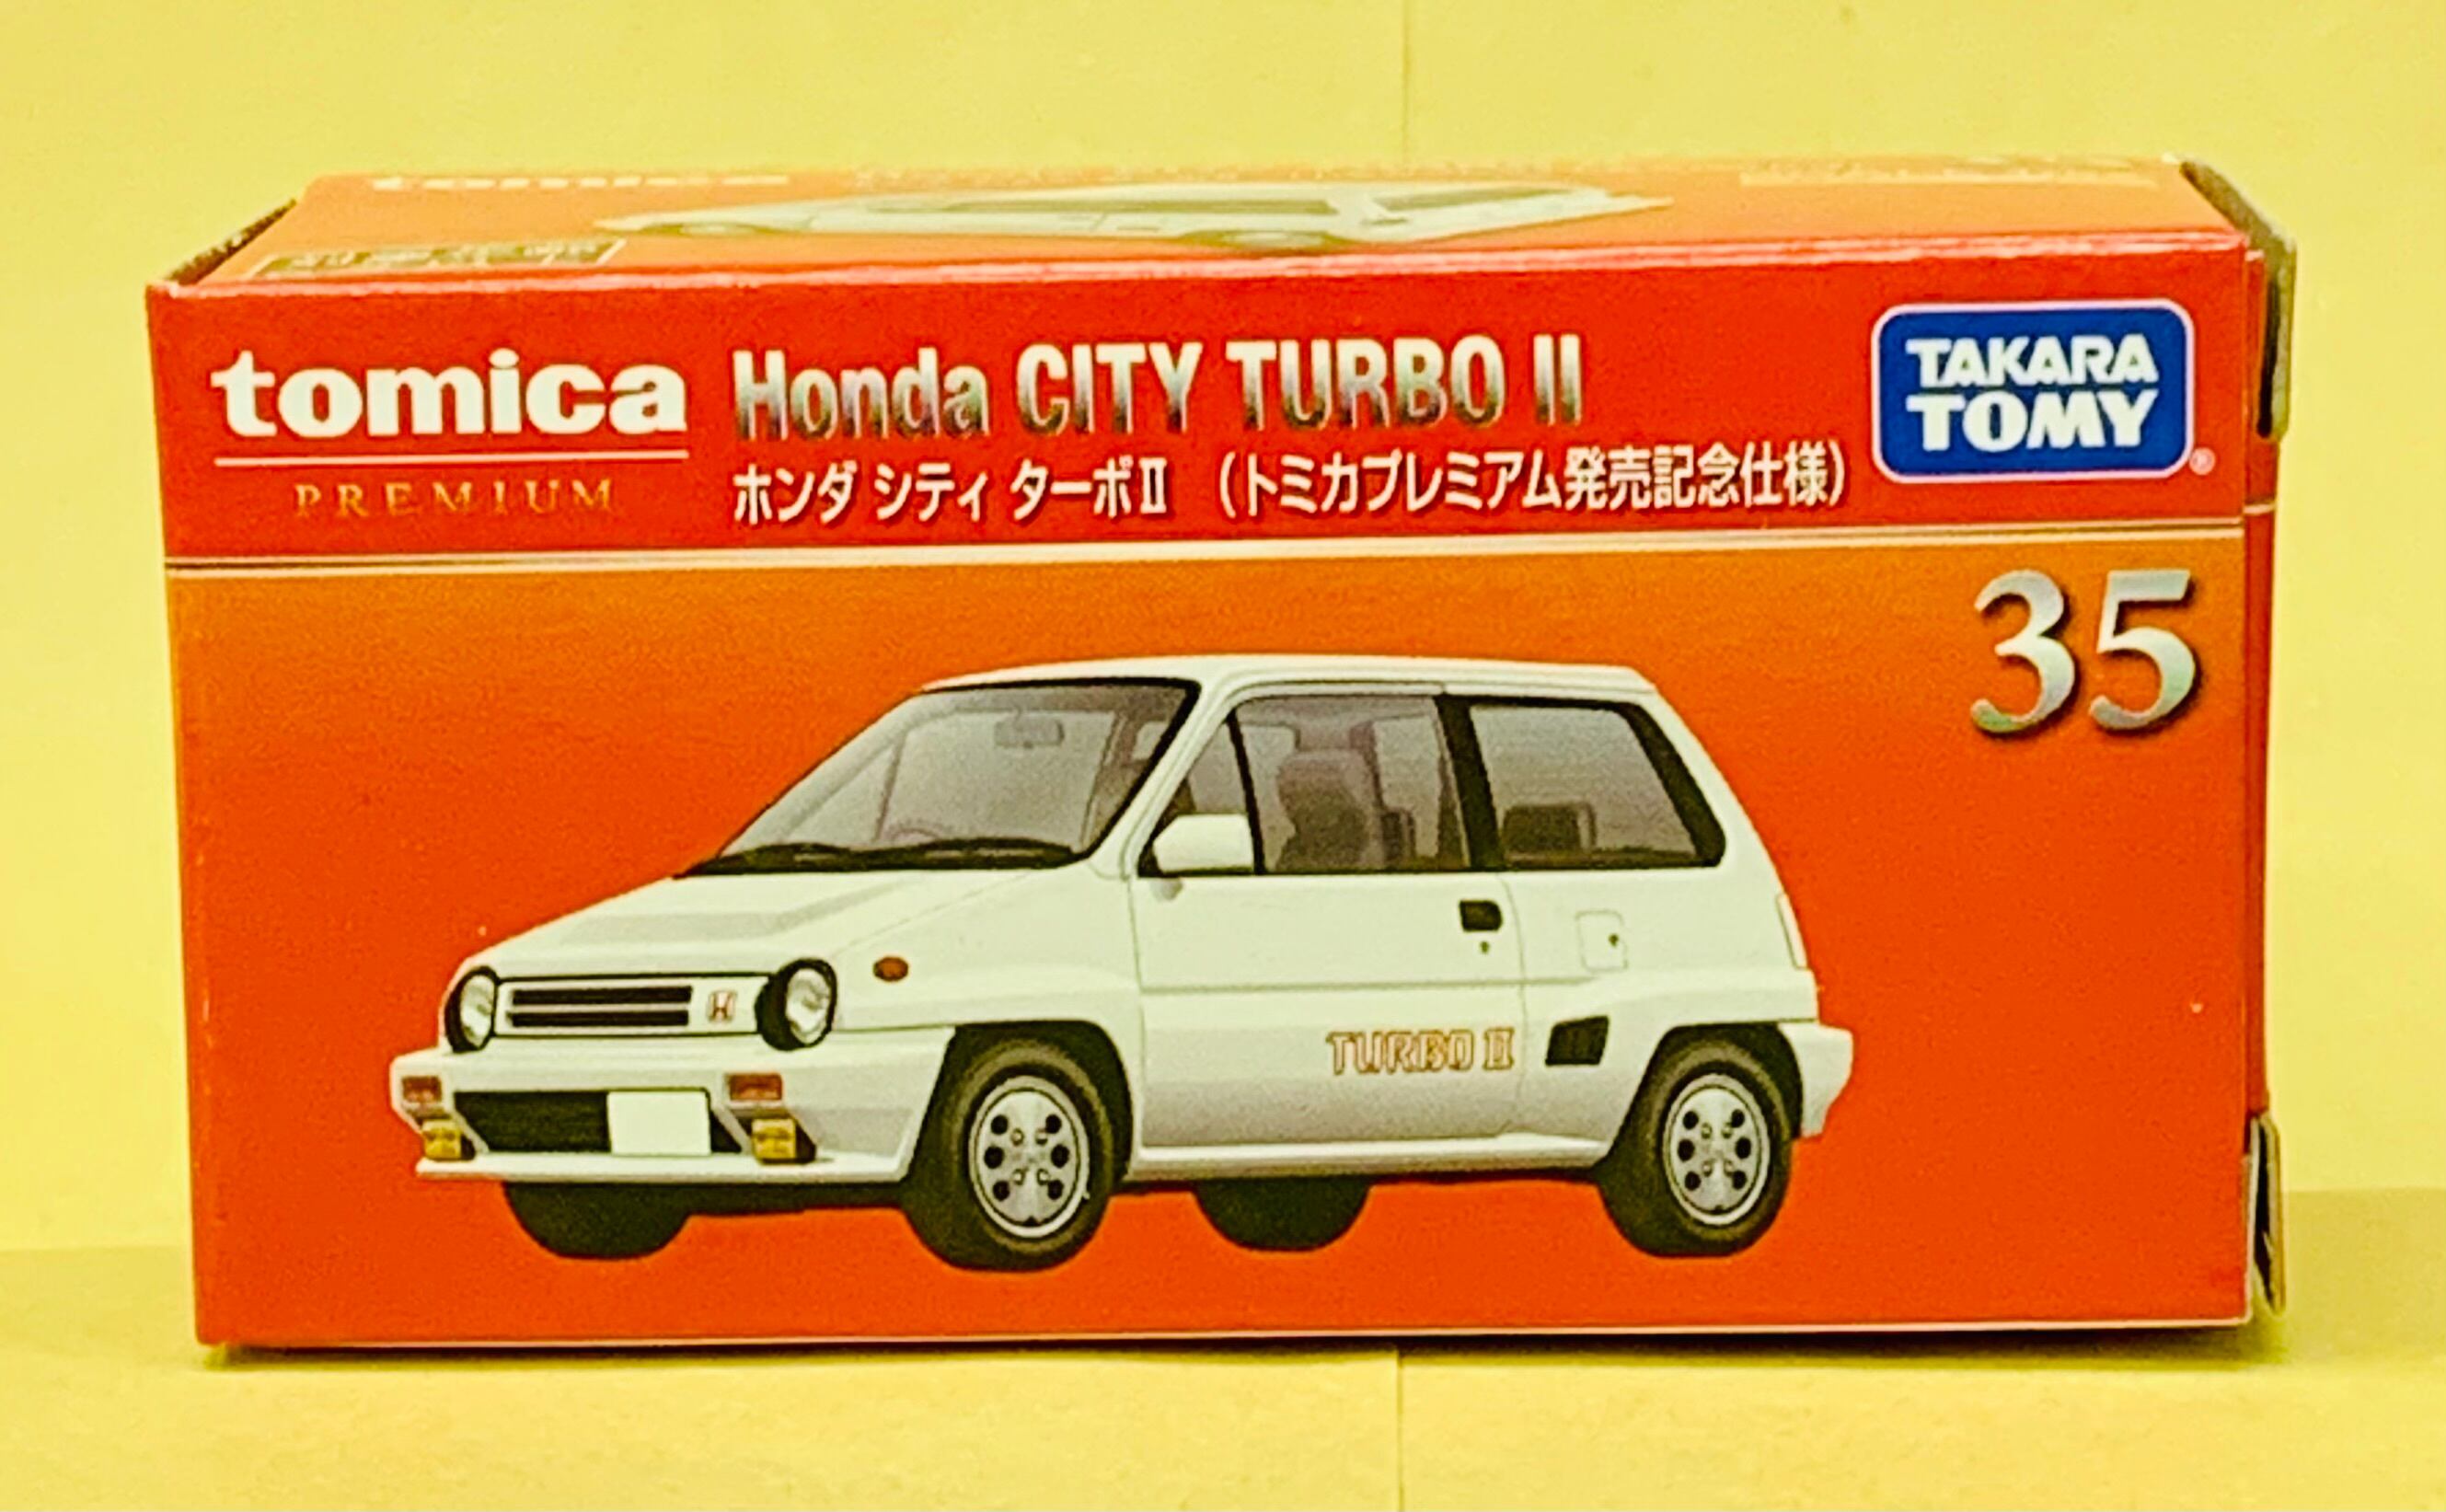 tomica
PREMIUM
Honda CITY TURBO II
ホンダ シティ ターボⅡ （トミカプレミアム発売記念仕様）
TAKARA
TOMY
®
35
H
TURBO II